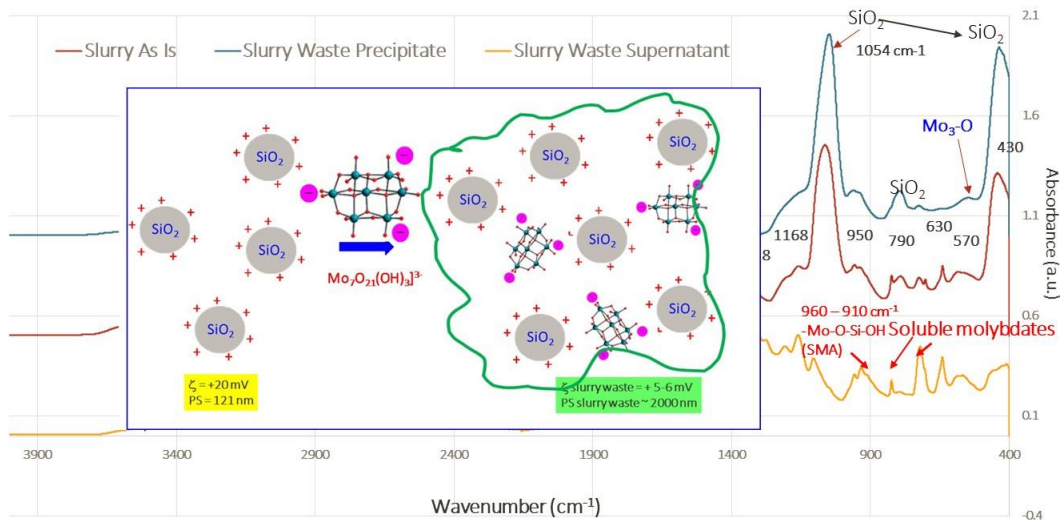 Slurry As Is
Slurry Waste Precipitate
Slurry Waste Supernatant
SiO₂
SiO₂
1054 cm-1
Mo₃-O
430
SiO₂
1168
950
790
630
570
8
960 – 910 cm⁻¹
-Mo-O-Si-OH
(SMA)
Soluble molybdates
SiO₂
SiO₂
SiO₂
SiO₂
Mo₇O₂₁(OH)₃]³⁻
ζ = +20 mV
PS = 121 nm
SiO₂
SiO₂
SiO₂
SiO₂
SiO₂
SiO₂
ζ slurry waste = + 5-6 mV
PS slurry waste ~ 2000 nm
2.1
1.6
1.1
0.6
0.1
-0.4
Absorbance (a.u.)
3900
3400
2900
2400
1900
1400
900
400
Wavenumber (cm⁻¹)